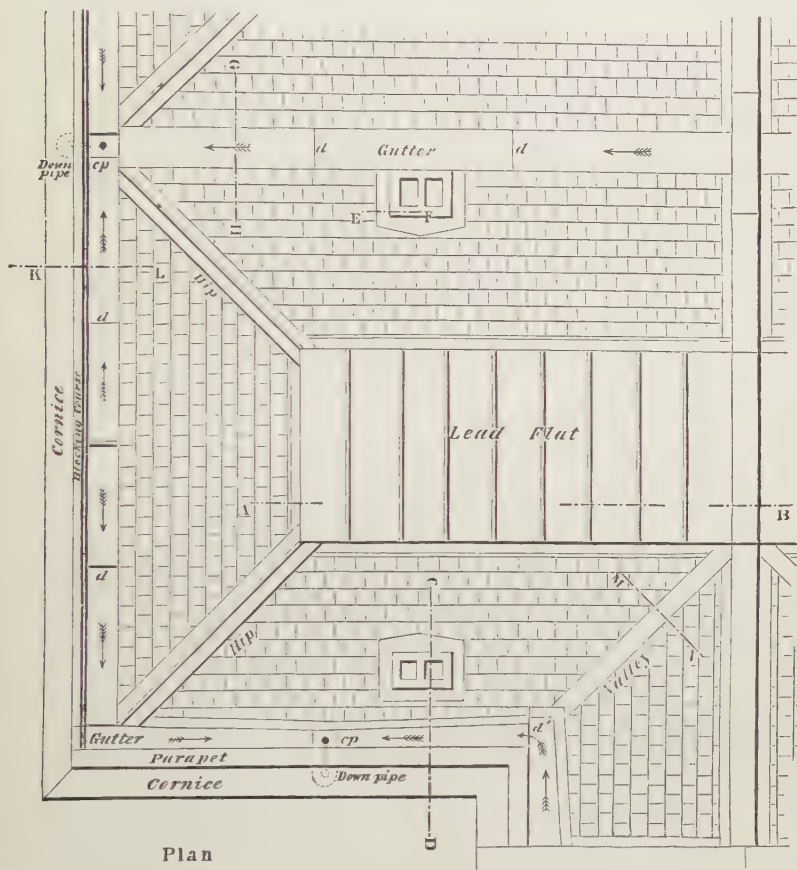 G
d
Gutter
d
Down
pipe
cp
E
F
H
K
L
Hip
d
Cornice
Blocking Course
Lead Flat
A
B
d
C
M
Hip
Valley
Gutter
cp
d'
Parapet
Down-pipe
Cornice
D
Plan